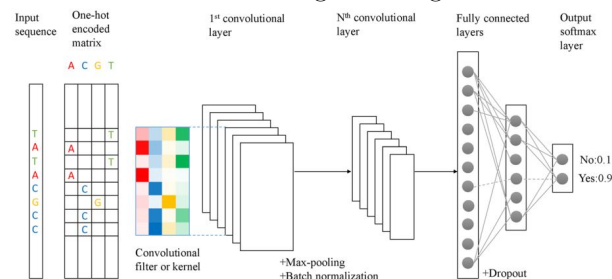 Input
sequence
One-hot
encoded
matrix
1st convolutional
layer
Nth convolutional
layer
Fully connected
layers
Output
softmax
layer
A C G T
T T
A A
T T
A A
C C
G G
C C
C C
No:0.1
Yes:0.9
Convolutional
filter or kernel
+Max-pooling
+Batch normalization
+Dropout